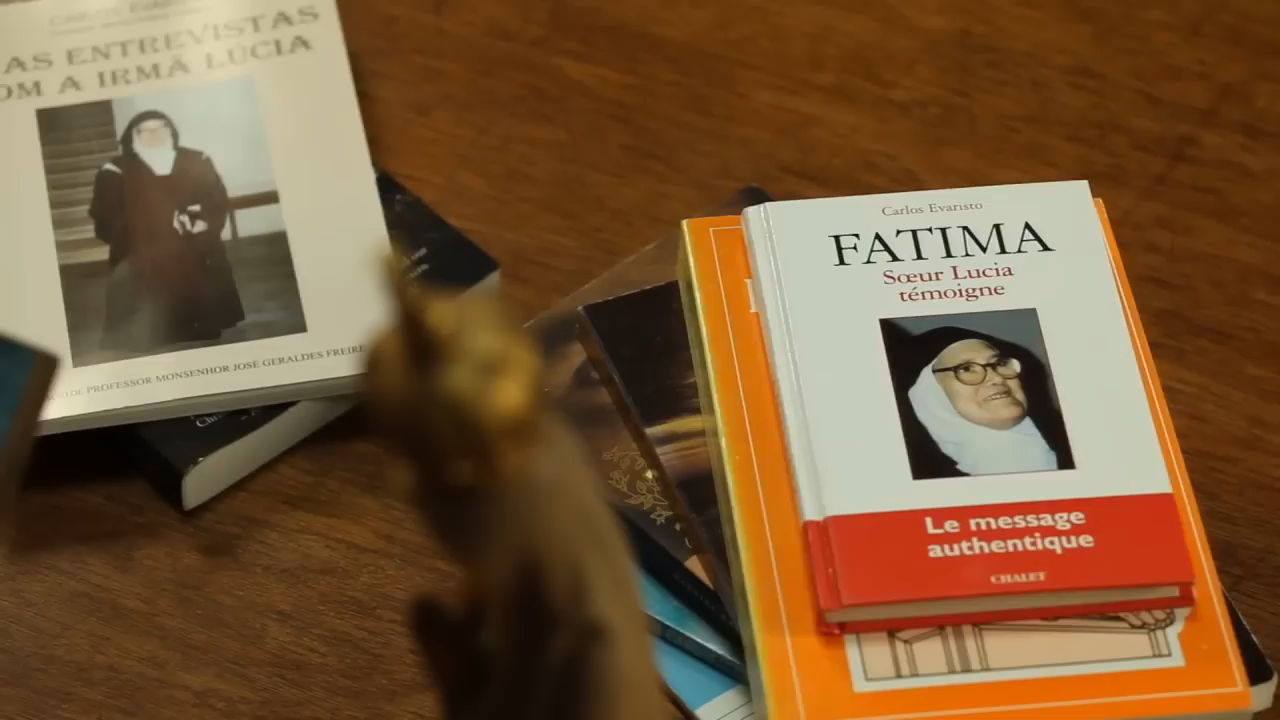 AS ENTREVISTAS
OM A IRMÃ LÚCIA
DE PROFESSOR MONSENHOR JOSÉ GERALDES FREIRE
Carlos Evaristo
FATIMA
Sœur Lucia
témoigne
Le message
authentique
CHALET